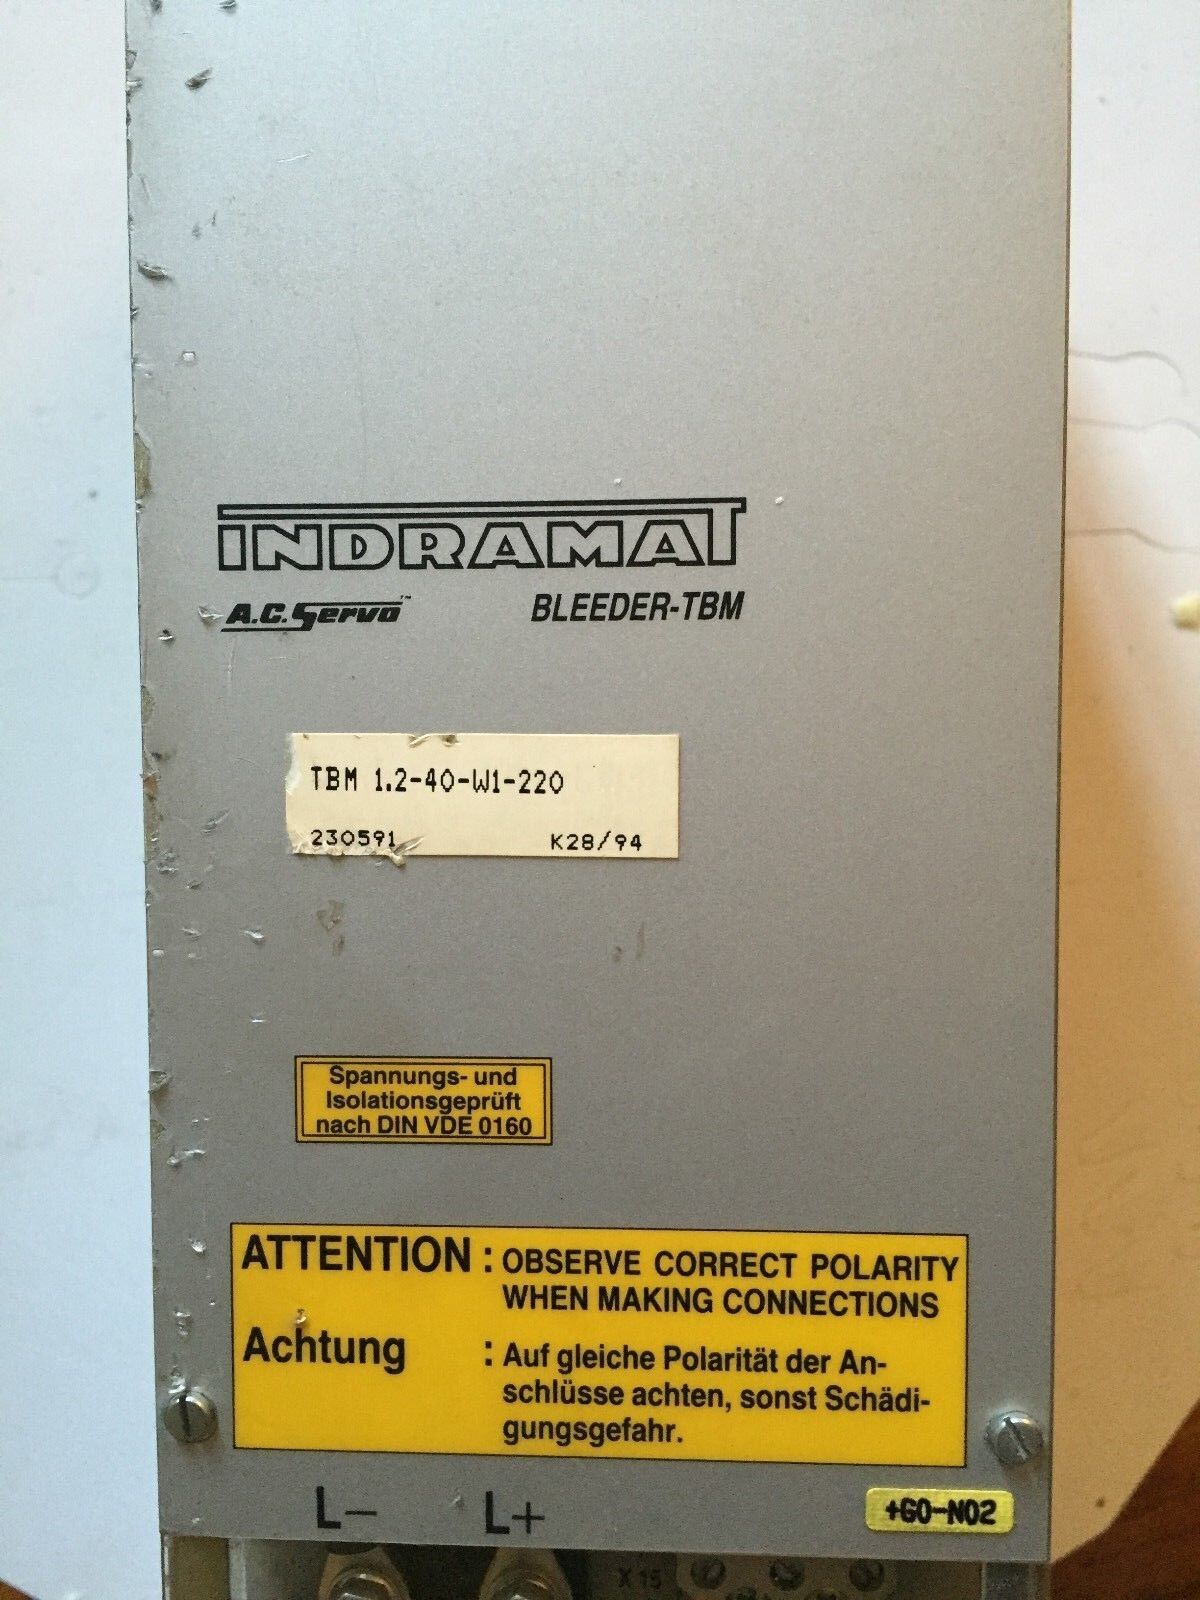 INDRAMAT
A.C. Servo™ BLEEDER-TBM
TBM 1.2-40-W1-220
230591 K28/94
Spannungs- und
Isolationsgeprüft
nach DIN VDE 0160
ATTENTION : OBSERVE CORRECT POLARITY
WHEN MAKING CONNECTIONS
Achtung : Auf gleiche Polarität der An-
schlüsse achten, sonst Schädi-
gungsgefahr.
L- L+
+G0-N02
X15